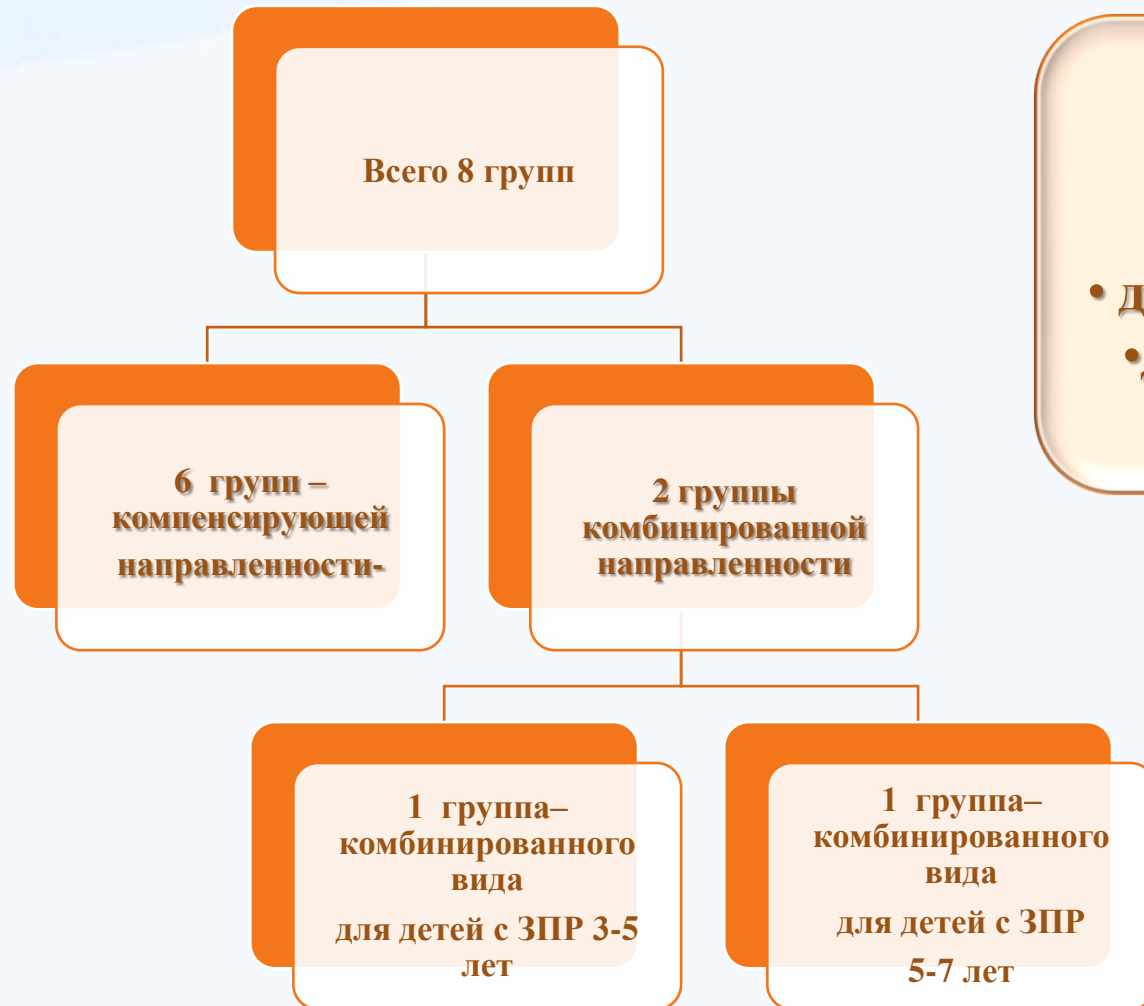 Всего 8 групп
6 групп –
компенсирующей
направленности-
2 группы
комбинированной
направленности
1 группа–
комбинированного
вида
для детей с ЗПР 3-5
лет
1 группа–
комбинированного
вида
для детей с ЗПР
5-7 лет